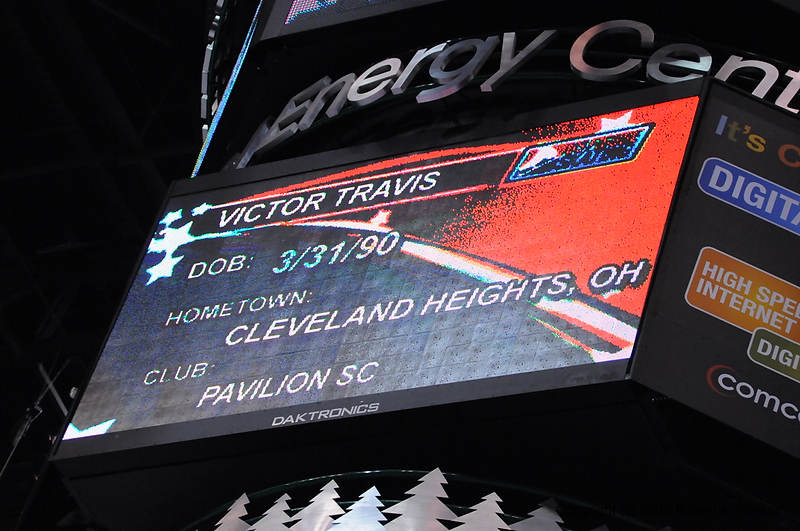 Energy Cent
VICTOR TRAVIS
DOB: 3/31/90
HOMETOWN:
CLEVELAND HEIGHTS, OH
CLUB:
PAVILION SC
DAKTRONICS
It's C
DIGITA
HIGH SPE
INTERNET
DIGI
comc